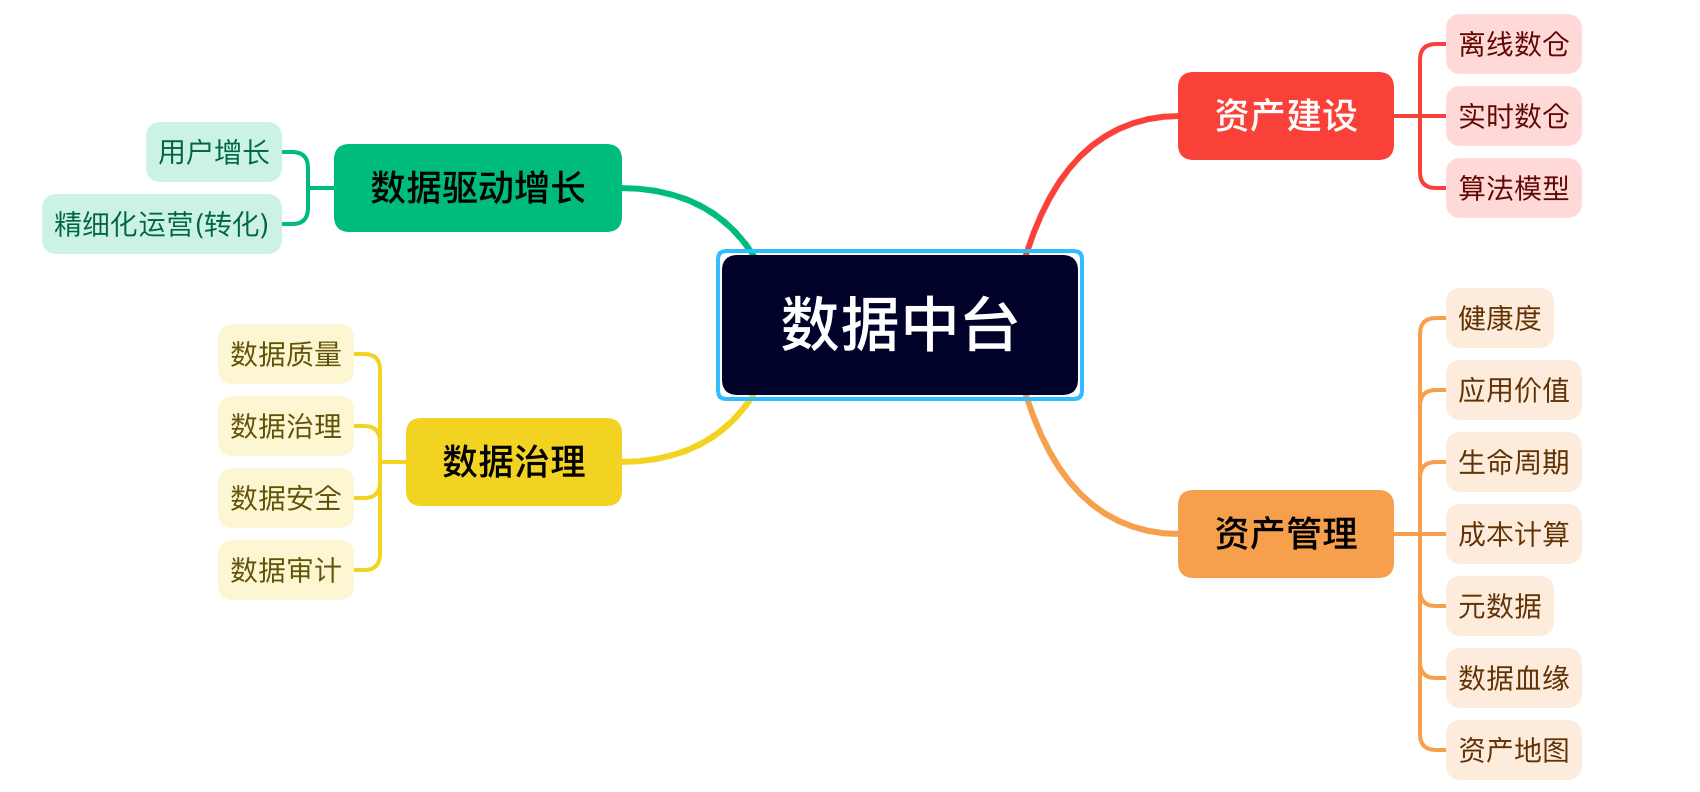 数据中台
资产建设
离线数仓
实时数仓
算法模型
资产管理
健康度
应用价值
生命周期
成本计算
元数据
数据血缘
资产地图
数据驱动增长
用户增长
精细化运营(转化)
数据治理
数据质量
数据治理
数据安全
数据审计